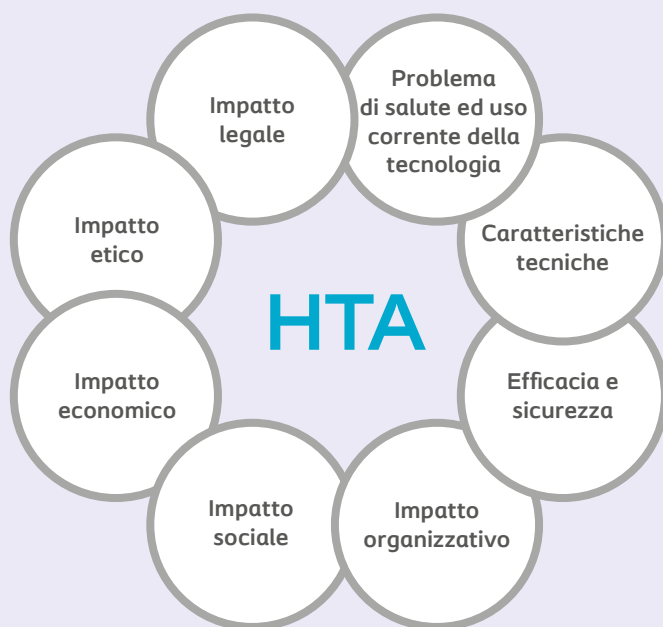 Problema
di salute ed uso
corrente della
tecnologia
Caratteristiche
tecniche
Efficacia e
sicurezza
Impatto
organizzativo
Impatto
sociale
Impatto
economico
Impatto
etico
Impatto
legale
HTA